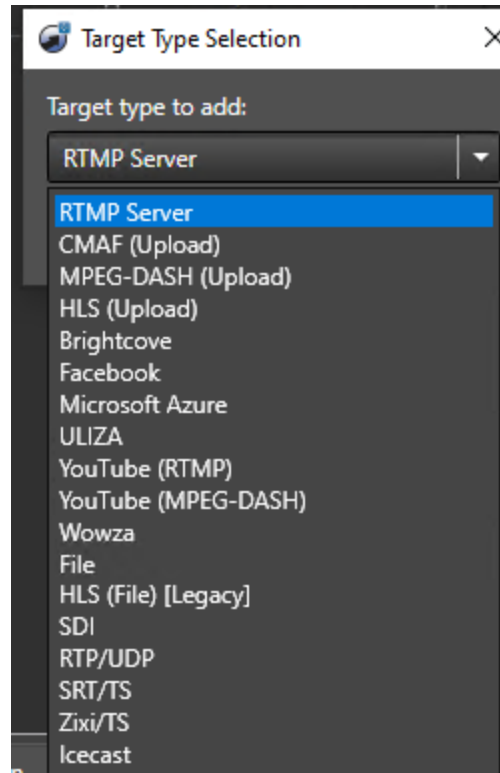 Target Type Selection
Target type to add:
RTMP Server
RTMP Server
CMAF (Upload)
MPEG-DASH (Upload)
HLS (Upload)
Brightcove
Facebook
Microsoft Azure
ULIZA
YouTube (RTMP)
YouTube (MPEG-DASH)
Wowza
File
HLS (File) [Legacy]
SDI
RTP/UDP
SRT/TS
Zixi/TS
Icecast